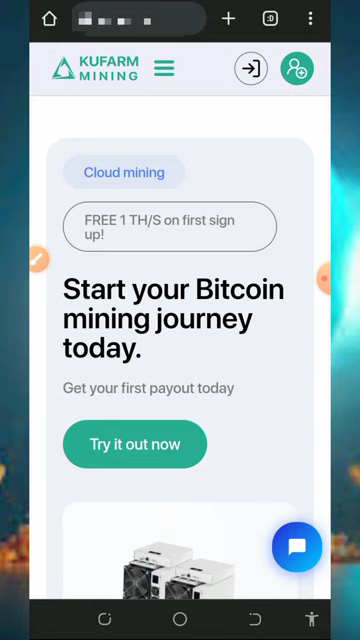 :D
KUFARM
MINING
Cloud mining
FREE 1 TH/S on first sign
up!
Start your Bitcoin
mining journey
today.
Get your first payout today
Try it out now